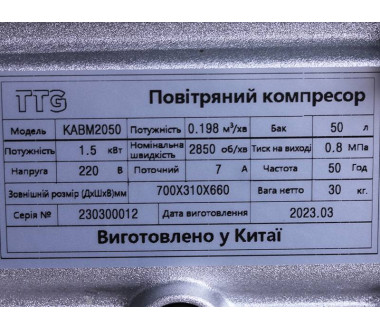 TTG Повітряний компресор
Модель KABM2050 Потужність 0.198 м³/хв Бак 50 л
Потужність 1.5 кВт Номінальна швидкість 2850 об/хв Тиск на виході 0.8 MPa
Напруга 220 В Поточний 7 А Частота 50 Год
Зовнішній розмір (ДхШхВ)мм 700X310X660 Вага нетто 30 кг
Серія № 230300012 Дата виготовлення 2023.03
Виготовлено у Китаї